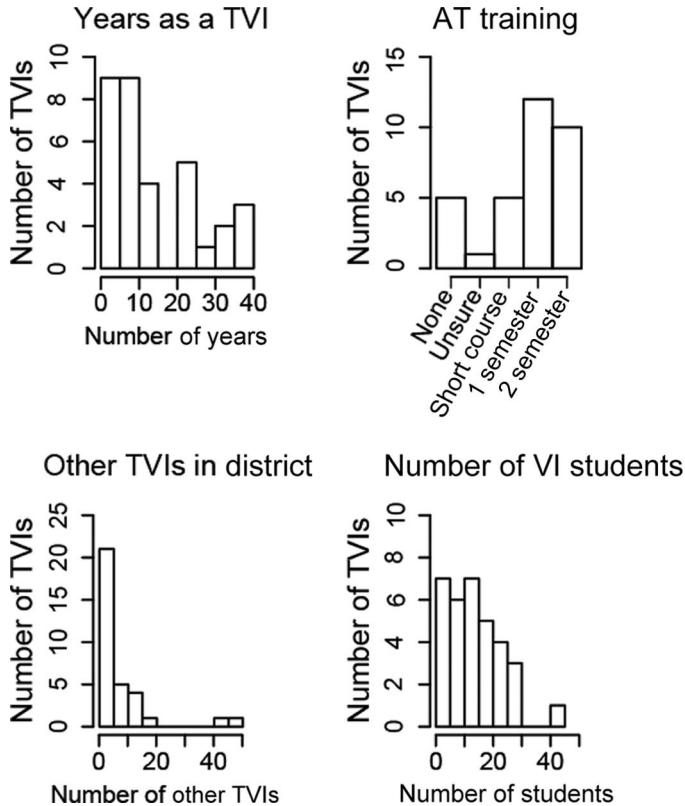 Years as a TVI
Number of TVIs
0 2 4 6 8 10
0 10 20 30 40
Number of years
AT training
Number of TVIs
0 5 10 15
None
Unsure
Short course
1 semester
2 semester
Other TVIs in district
Number of TVIs
0 5 10 15 20 25
0 20 40
Number of other TVIs
Number of VI students
Number of TVIs
0 2 4 6 8 10
0 20 40
Number of students